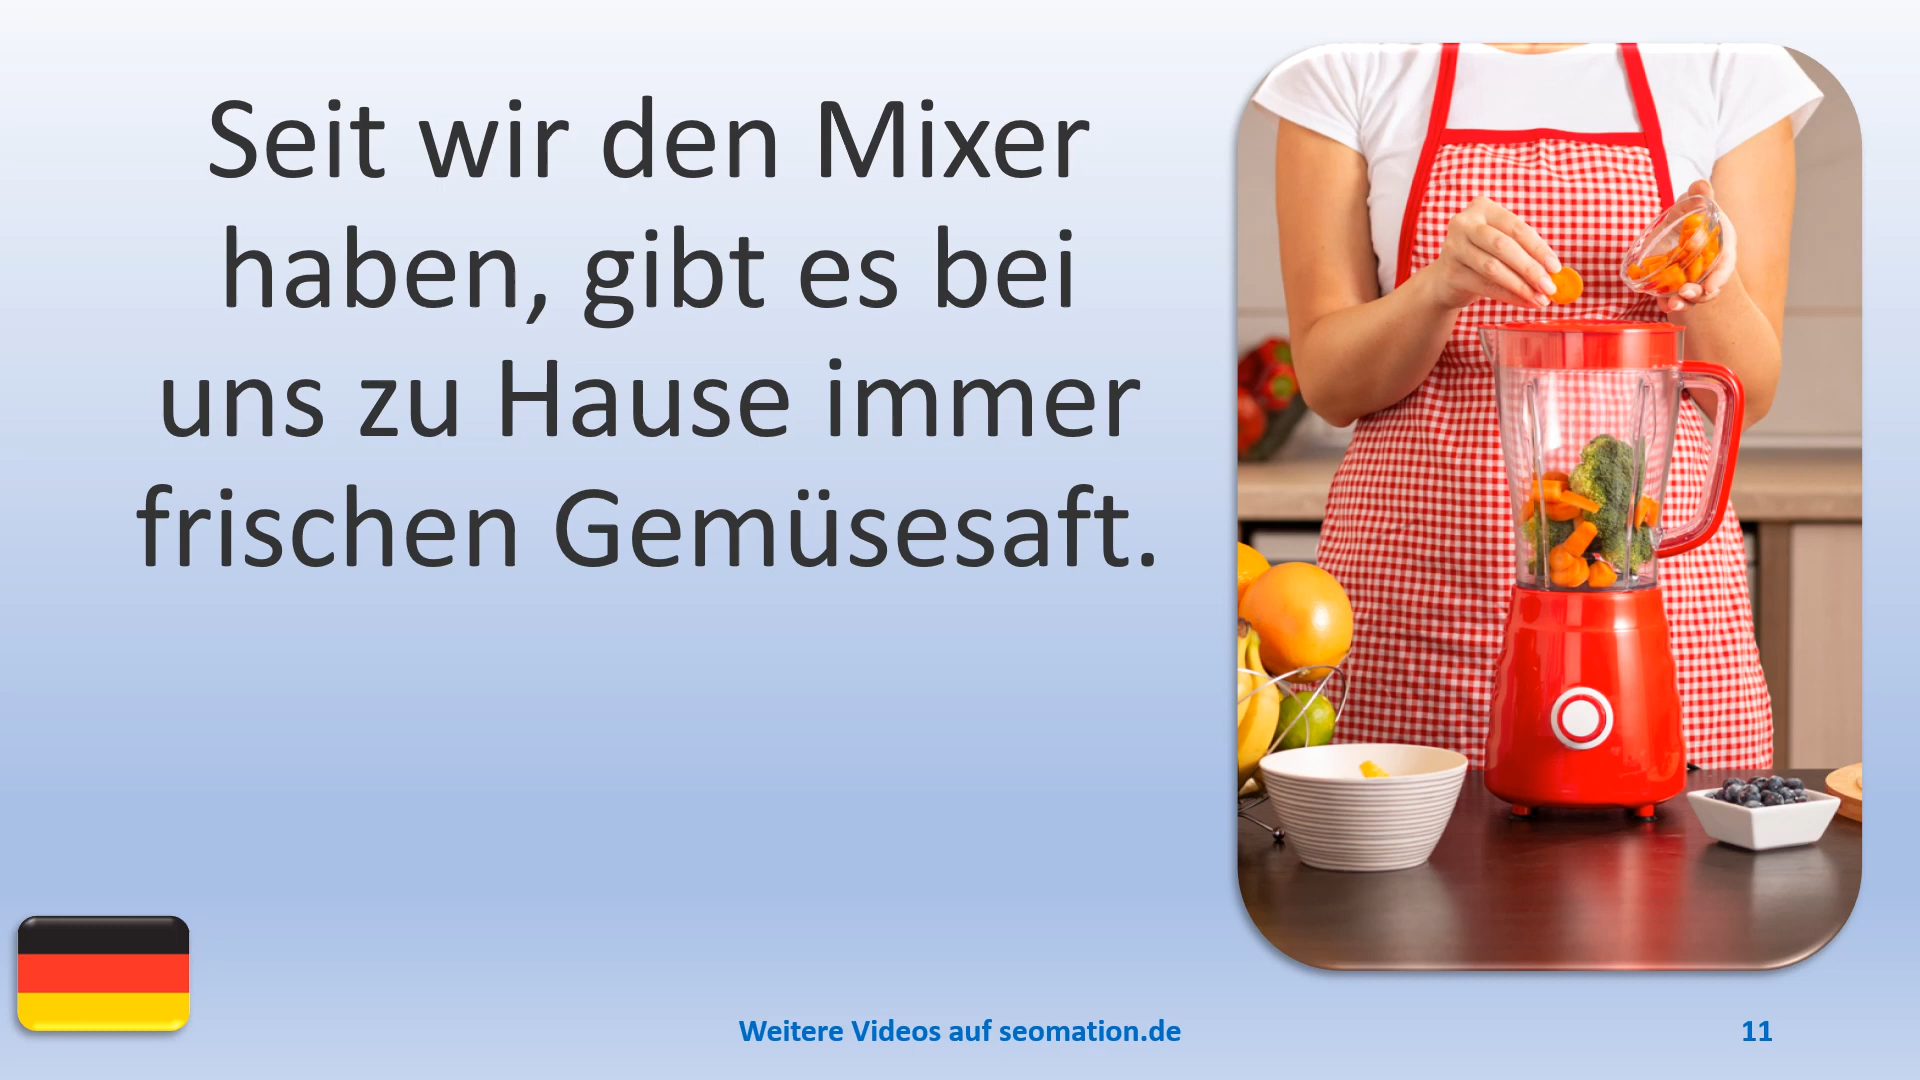 Seit wir den Mixer
haben, gibt es bei
uns zu Hause immer
frischen Gemüsesaft.
Weitere Videos auf seomation.de
11